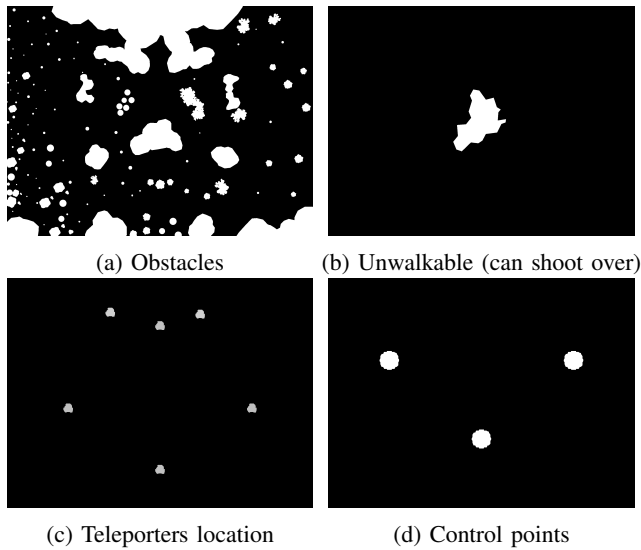 (a) Obstacles
(b) Unwalkable (can shoot over)
(c) Teleporters location
(d) Control points